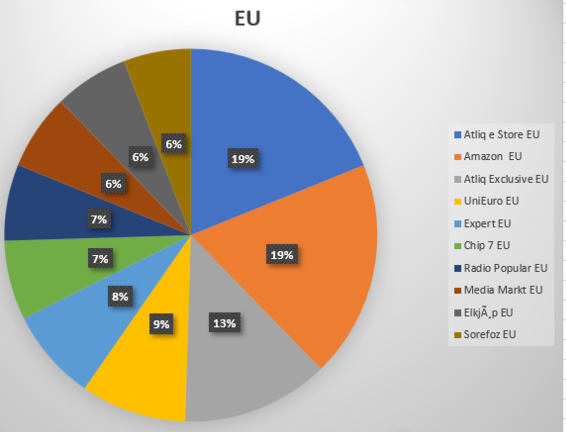 EU
19%
19%
13%
9%
8%
7%
7%
6%
6%
6%
Atliq e Store EU
Amazon  EU
Atliq Exclusive EU
UniEuro EU
Expert EU
Chip 7 EU
Radio Popular EU
Media Markt EU
ElkjÃ¸p EU
Sorefoz EU